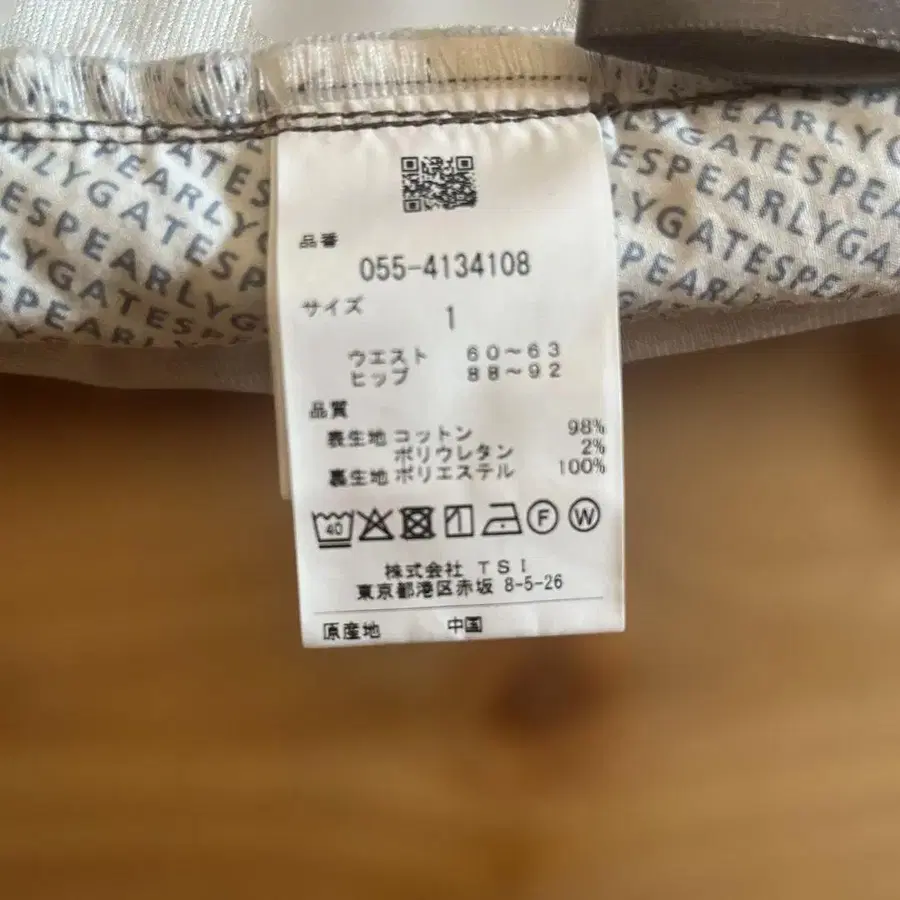 PEARLYGATES
品番
055-4134108
サイズ
1
ウエスト 60～63
ヒップ 88～92
品質
表生地 コットン 98%
ポリウレタン 2%
裏生地 ポリエステル 100%
40 F W
株式会社 TSI
東京都港区赤坂 8-5-26
原産地 中国